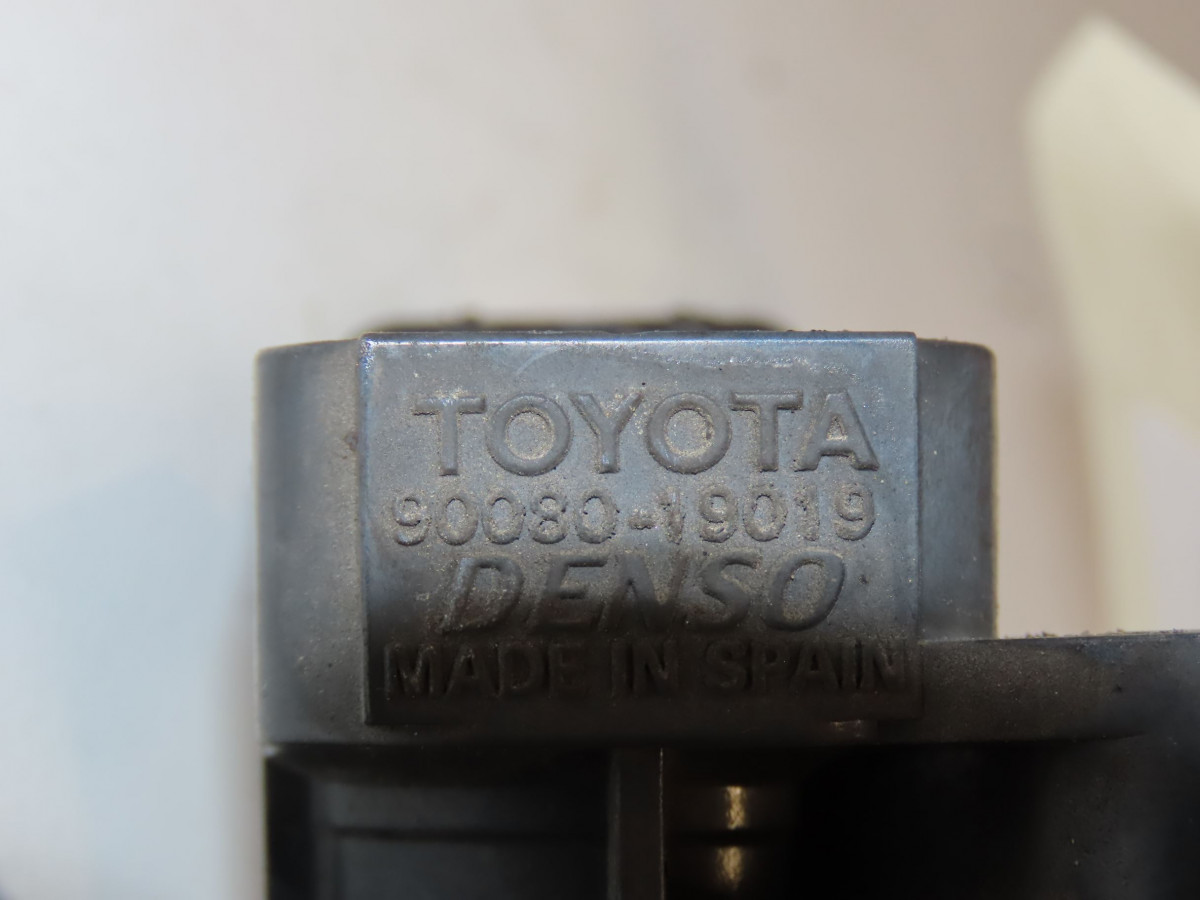 TOYOTA
90080-19019
DENSO
MADE IN SPAIN